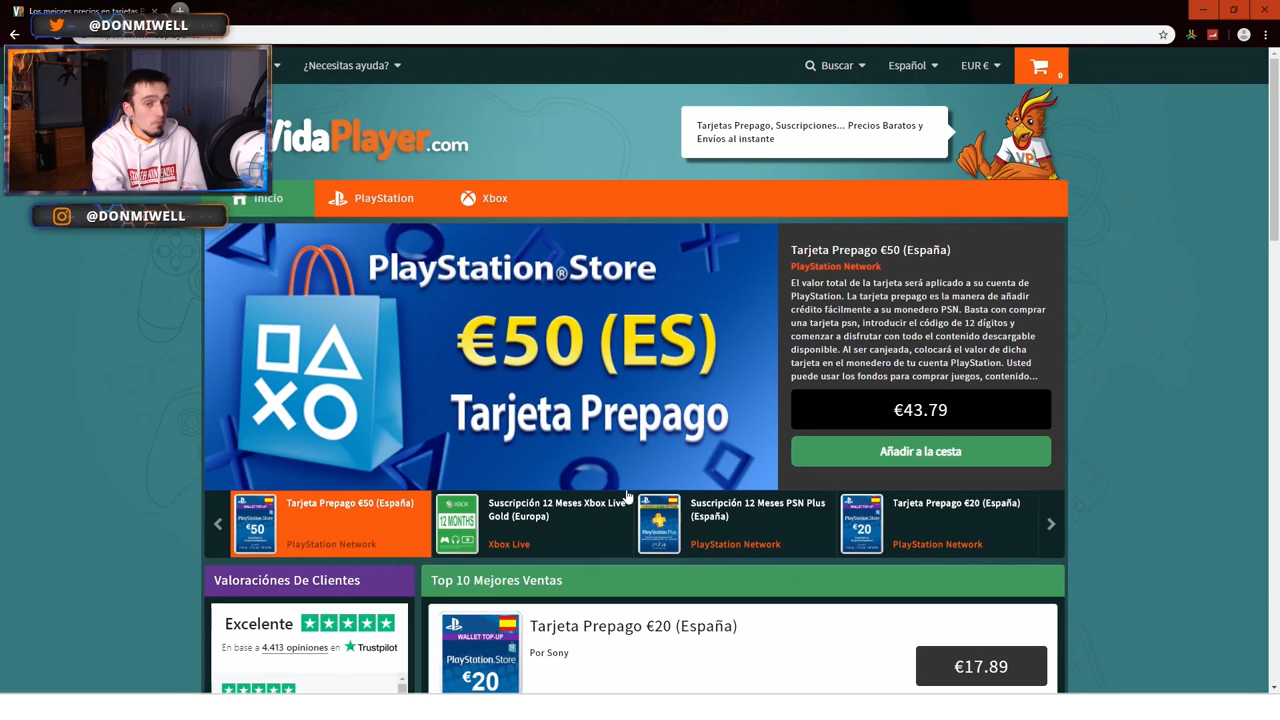 Los mejores precios en tarjetas
@DONMIWELL
¿Necesitas ayuda?
Buscar
Español
EUR €
0
VidaPlayer.com
Tarjetas Prepago, Suscripciones... Precios Baratos y
Envíos al instante
VP
@DONMIWELL
Inicio
PlayStation
Xbox
PlayStation®Store
€50 (ES)
Tarjeta Prepago
Tarjeta Prepago €50 (España)
PlayStation Network
El valor total de la tarjeta será aplicado a su cuenta de
PlayStation. La tarjeta prepago es la manera de añadir
crédito fácilmente a su monedero PSN. Basta con comprar
una tarjeta psn, introducir el código de 12 dígitos y
comenzar a disfrutar con todo el contenido descargable
disponible. Al ser canjeada, colocará el valor de dicha
tarjeta en el monedero de tu cuenta PlayStation. Usted
puede usar los fondos para comprar juegos, contenido...
€43.79
Añadir a la cesta
WALLET TOP-UP
PlayStation.Store
€50
Tarjeta Prepago €50 (España)
PlayStation Network
XBOX
12 MONTHS
Suscripción 12 Meses Xbox Live
Gold (Europa)
Xbox Live
Suscripción 12 Meses PSN Plus
(España)
PlayStation Network
WALLET TOP-UP
PlayStation.Store
€20
Tarjeta Prepago €20 (España)
PlayStation Network
Valoraciónes De Clientes
Top 10 Mejores Ventas
Excelente
En base a 4.413 opiniones en Trustpilot
WALLET TOP-UP
PlayStation.Store
€20
Tarjeta Prepago €20 (España)
Por Sony
€17.89